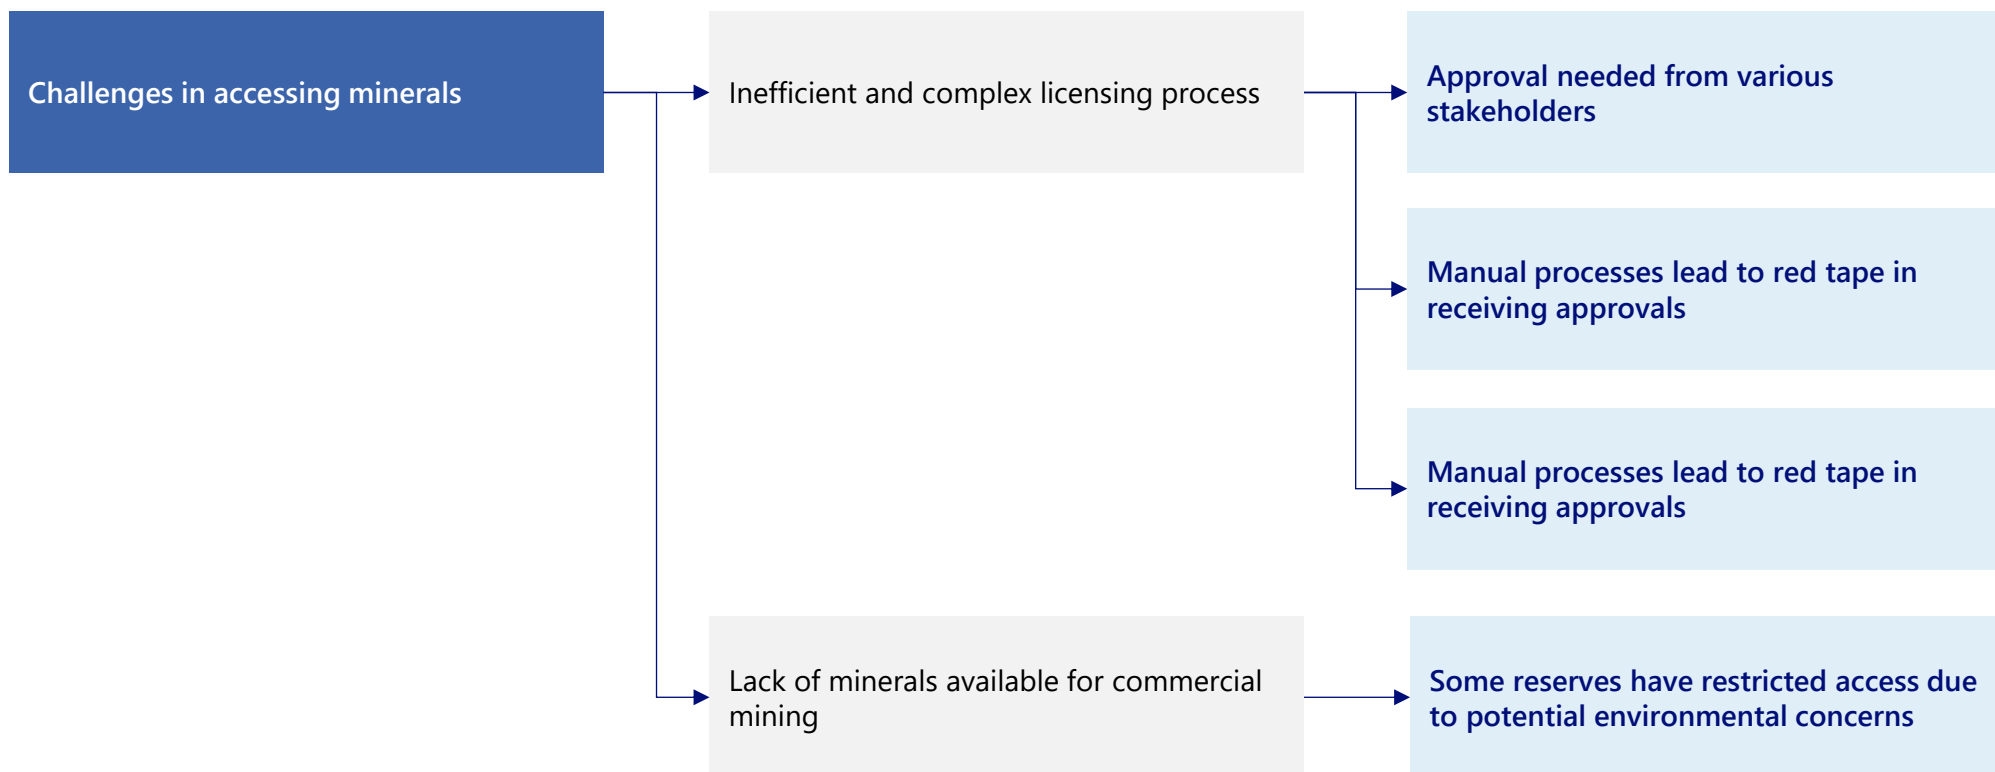 Challenges in accessing minerals
Inefficient and complex licensing process
Approval needed from various
stakeholders
Manual processes lead to red tape in
receiving approvals
Manual processes lead to red tape in
receiving approvals
Lack of minerals available for commercial
mining
Some reserves have restricted access due
to potential environmental concerns